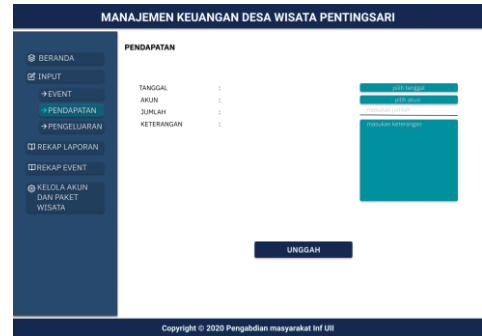 MANAJEMEN KEUANGAN DESA WISATA PENTINGSARI
BERANDA
INPUT
→EVENT
→PENDAPATAN
→PENGELUARAN
REKAP LAPORAN
REKAP EVENT
KELOLA AKUN
DAN PAKET
WISATA
PENDAPATAN
TANGGAL : pilih tanggal
AKUN : pilih akun
JUMLAH : masukan jumlah
KETERANGAN : masukan keterangan
UNGGAH
Copyright © 2020 Pengabdian masyarakat Inf UII